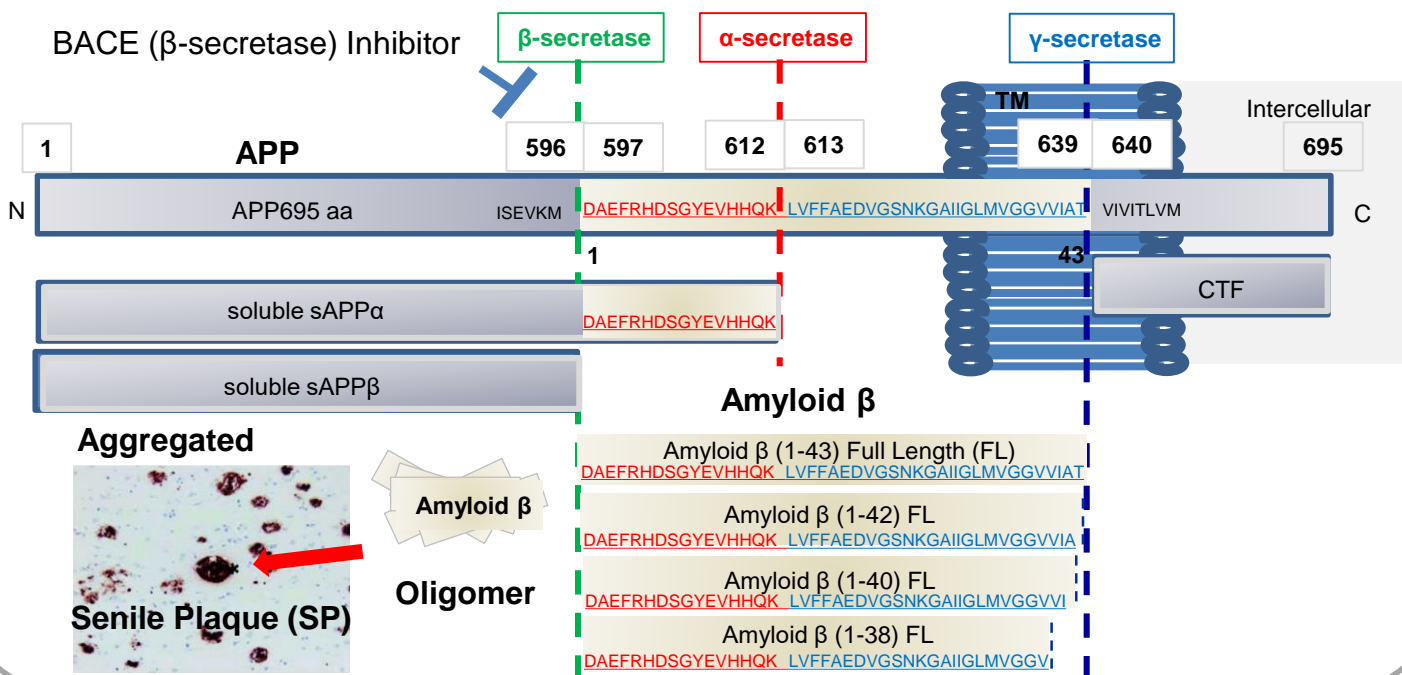 BACE (β-secretase) Inhibitor
β-secretase
α-secretase
γ-secretase
TM
Intercellular
1
APP
596
597
612
613
639
640
695
N
APP695 aa
ISEVKM
DAEFRHDSGYEVHHQK LVFFAEDVGSNKGAIIGLMVGGVVIAT
VIVITLVM
C
1
43
soluble sAPPα
DAEFRHDSGYEVHHQK
CTF
soluble sAPPβ
Amyloid β
Aggregated
Senile Plaque (SP)
Amyloid β
Oligomer
Amyloid β (1-43) Full Length (FL)
DAEFRHDSGYEVHHQK LVFFAEDVGSNKGAIIGLMVGGVVIAT
Amyloid β (1-42) FL
DAEFRHDSGYEVHHQK LVFFAEDVGSNKGAIIGLMVGGVVIA
Amyloid β (1-40) FL
DAEFRHDSGYEVHHQK LVFFAEDVGSNKGAIIGLMVGGVVI
Amyloid β (1-38) FL
DAEFRHDSGYEVHHQK LVFFAEDVGSNKGAIIGLMVGGV